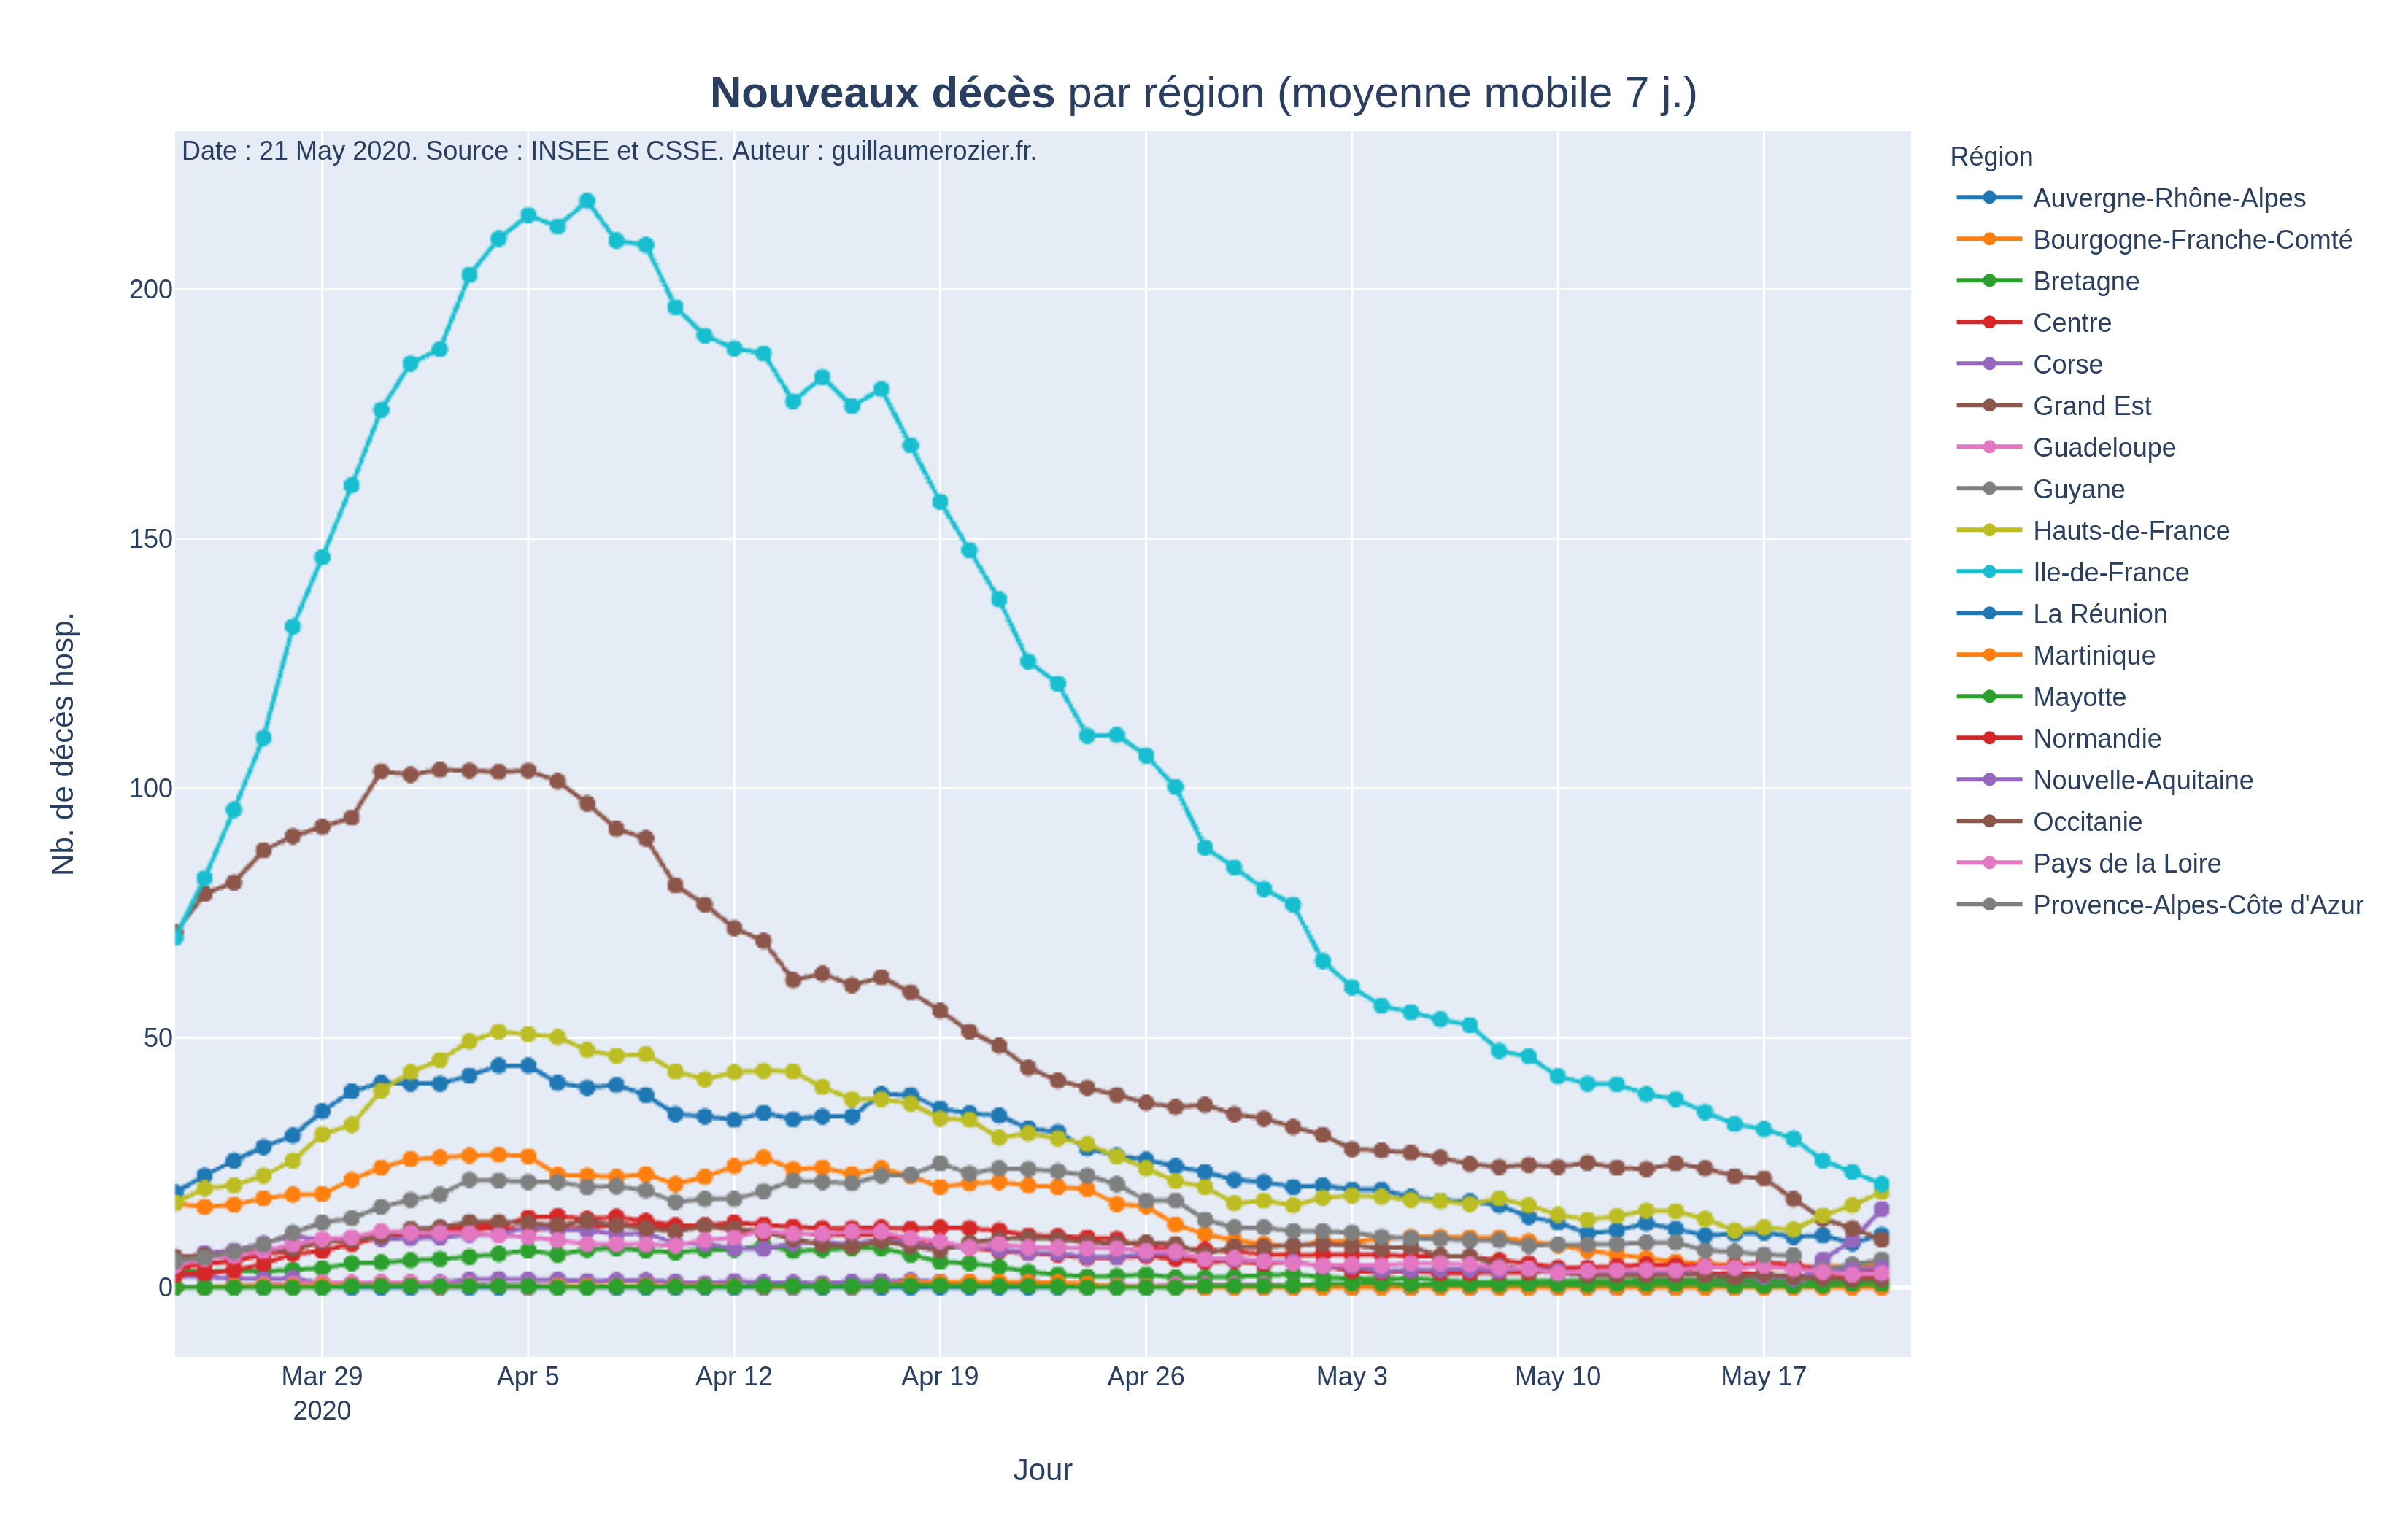 Nouveaux décès par région (moyenne mobile 7 j.)
Date : 21 May 2020. Source : INSEE et CSSE. Auteur : guillaumerozier.fr.
Nb. de décès hosp.
200
150
100
50
0
Mar 29
2020
Apr 5
Apr 12
Apr 19
Apr 26
May 3
May 10
May 17
Jour
Région
Auvergne-Rhône-Alpes
Bourgogne-Franche-Comté
Bretagne
Centre
Corse
Grand Est
Guadeloupe
Guyane
Hauts-de-France
Ile-de-France
La Réunion
Martinique
Mayotte
Normandie
Nouvelle-Aquitaine
Occitanie
Pays de la Loire
Provence-Alpes-Côte d'Azur